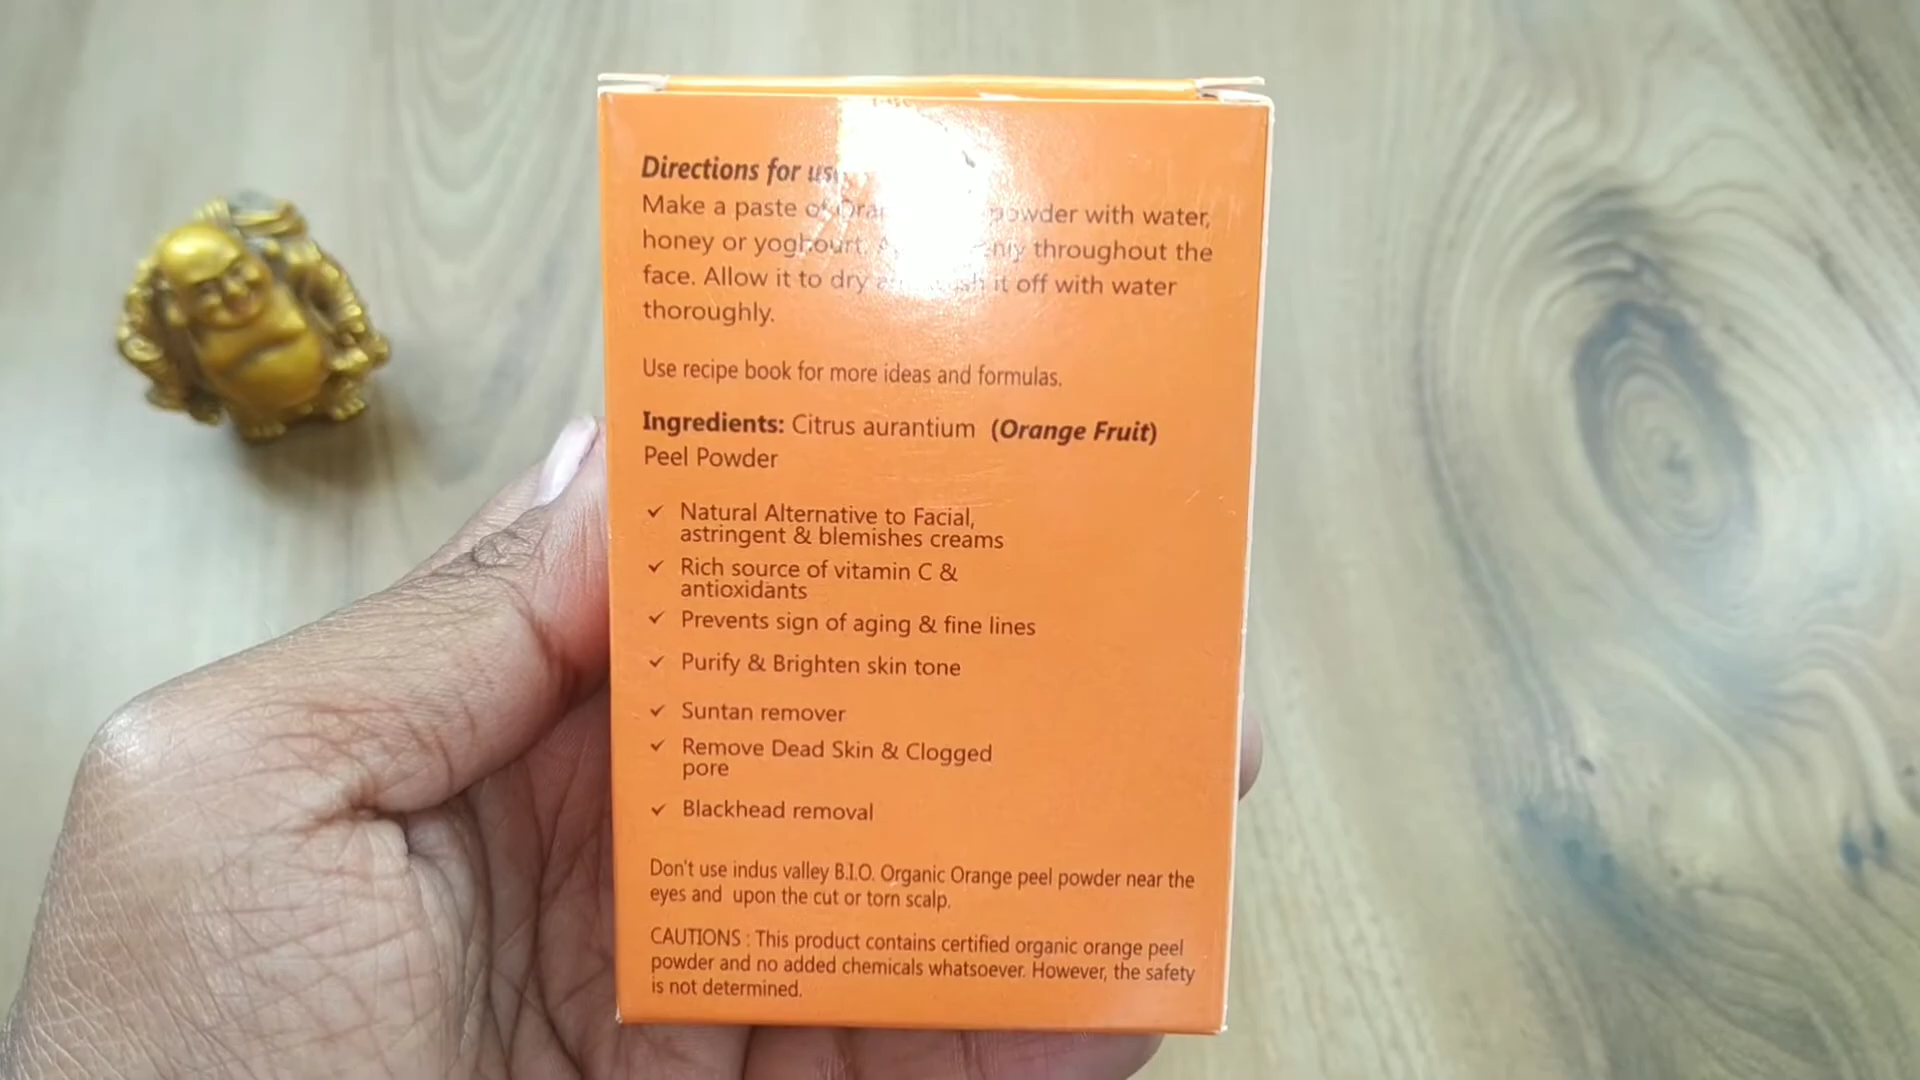 Directions for use
Make a paste of Orange powder with water,
honey or yoghourt. throughout the
face. Allow it to dry it off with water
thoroughly.
Use recipe book for more ideas and formulas.
Ingredients: Citrus aurantium (Orange Fruit)
Peel Powder
✓ Natural Alternative to Facial,
astringent & blemishes creams
✓ Rich source of vitamin C &
antioxidants
✓ Prevents sign of aging & fine lines
✓ Purify & Brighten skin tone
✓ Suntan remover
✓ Remove Dead Skin & Clogged
pore
✓ Blackhead removal
Don't use indus valley B.I.O. Organic Orange peel powder near the
eyes and upon the cut or torn scalp.
CAUTIONS : This product contains certified organic orange peel
powder and no added chemicals whatsoever. However, the safety
is not determined.